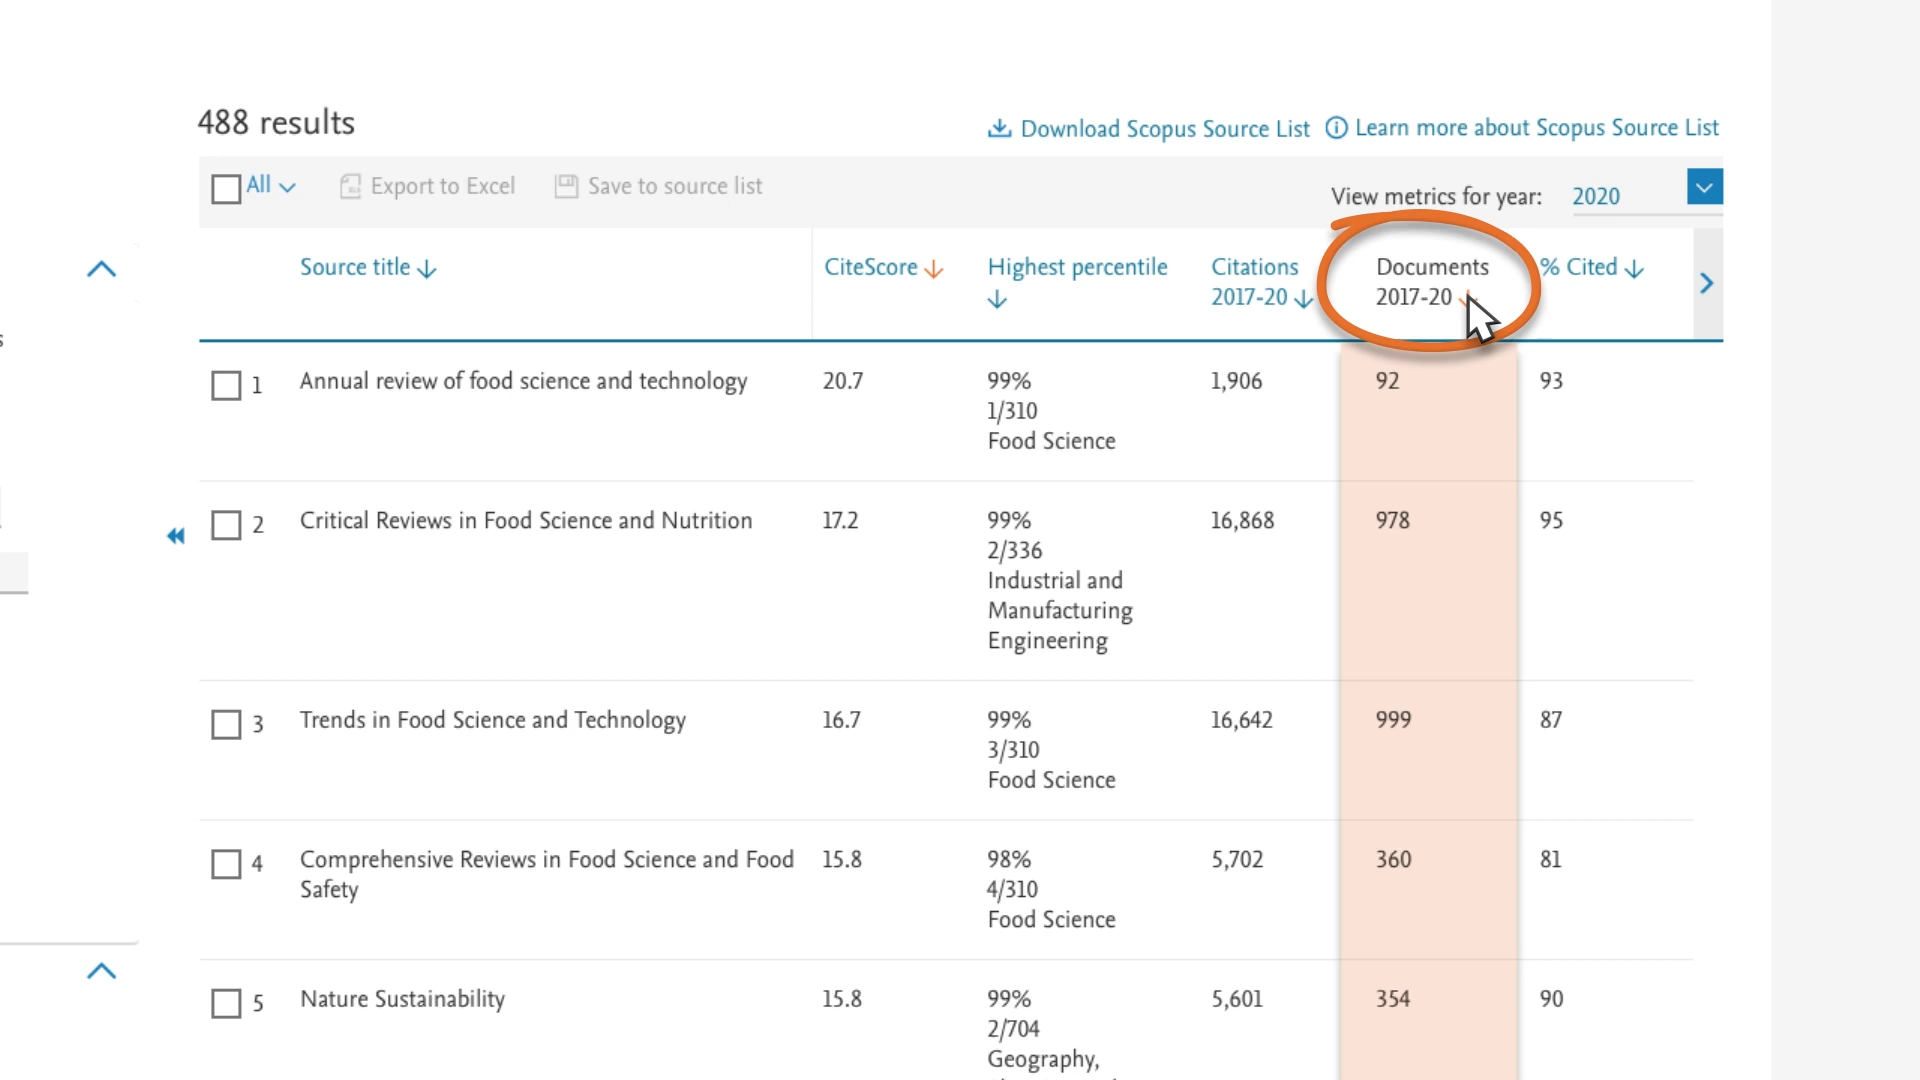 488 results
Download Scopus Source List
Learn more about Scopus Source List
All
Export to Excel
Save to source list
View metrics for year:
2020
Source title
CiteScore
Highest percentile
Citations
2017-20
Documents
2017-20
% Cited
1
Annual review of food science and technology
20.7
99%
1/310
Food Science
1,906
92
93
2
Critical Reviews in Food Science and Nutrition
17.2
99%
2/336
Industrial and
Manufacturing
Engineering
16,868
978
95
3
Trends in Food Science and Technology
16.7
99%
3/310
Food Science
16,642
999
87
4
Comprehensive Reviews in Food Science and Food
Safety
15.8
98%
4/310
Food Science
5,702
360
81
5
Nature Sustainability
15.8
99%
2/704
Geography,
5,601
354
90